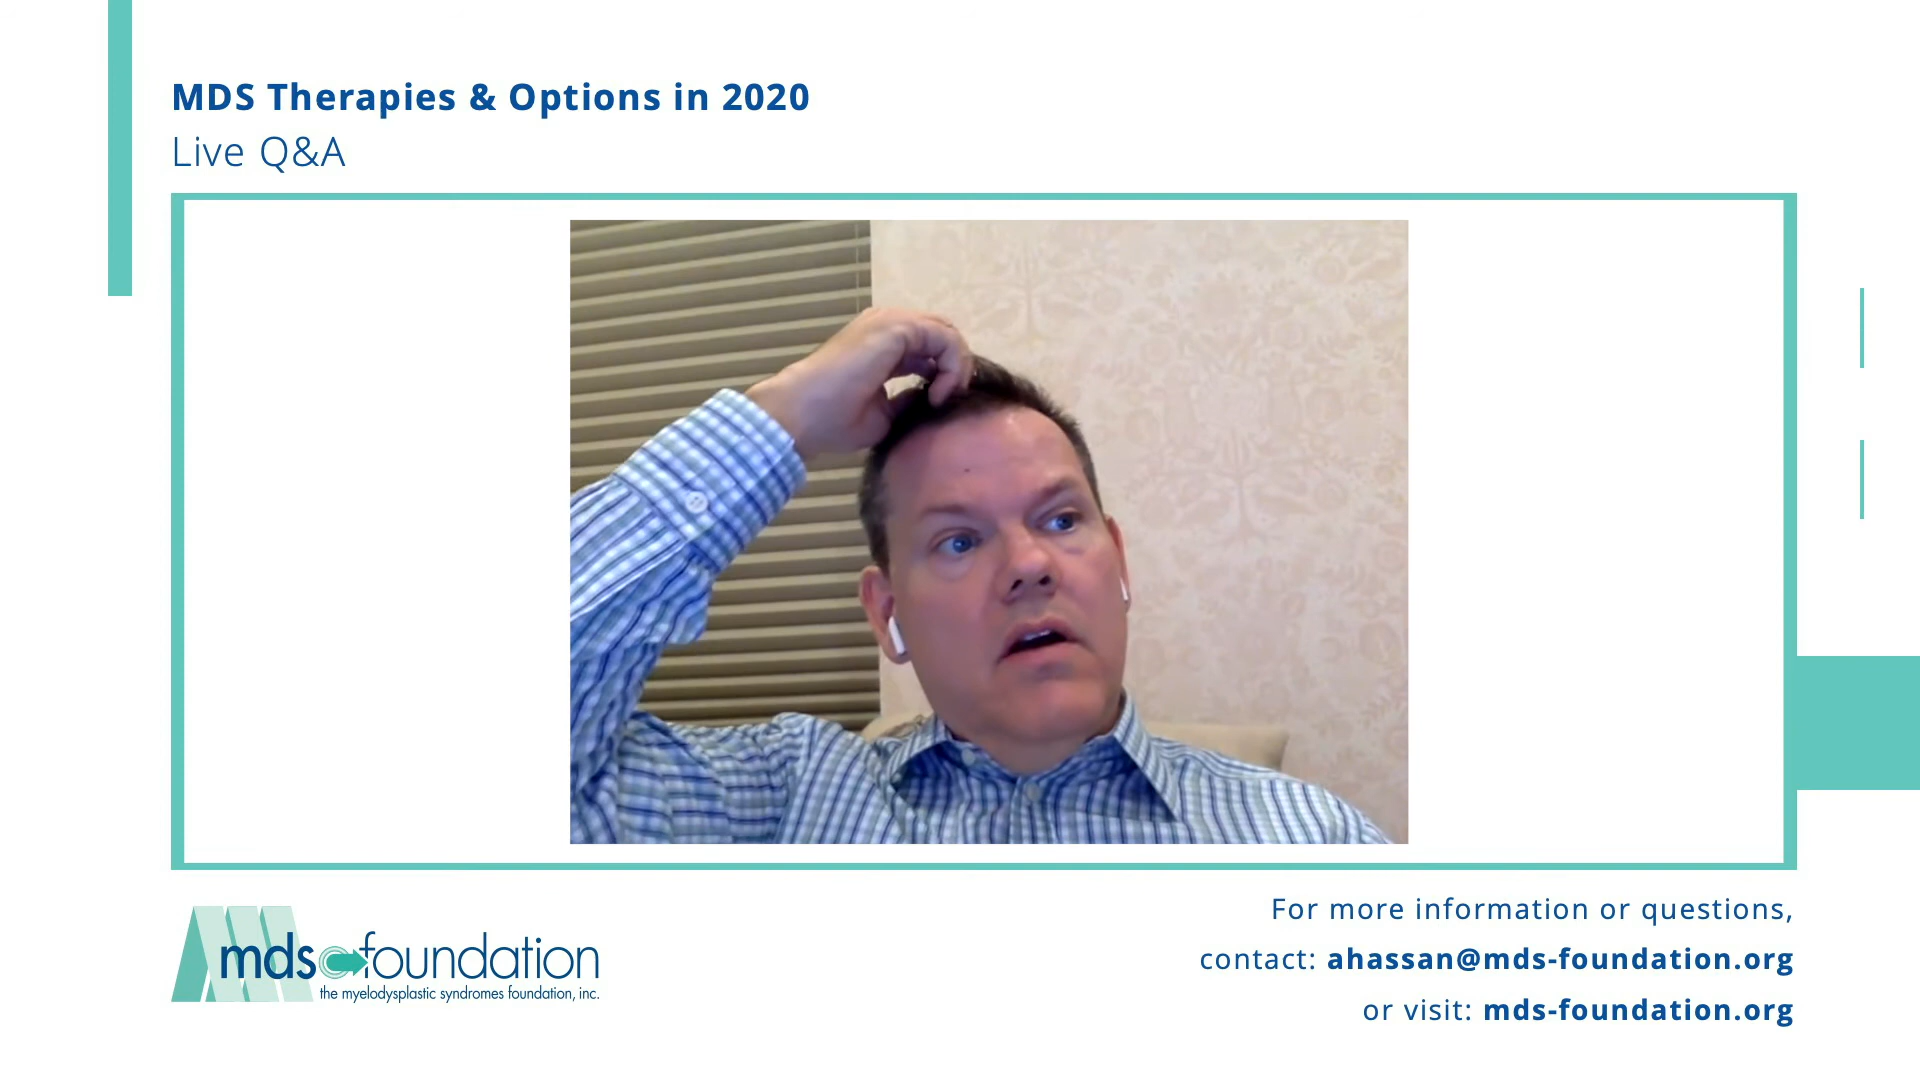 MDS Therapies & Options in 2020
Live Q&A
mds foundation
the myelodysplastic syndromes foundation, inc.
For more information or questions,
contact: ahassan@mds-foundation.org
or visit: mds-foundation.org